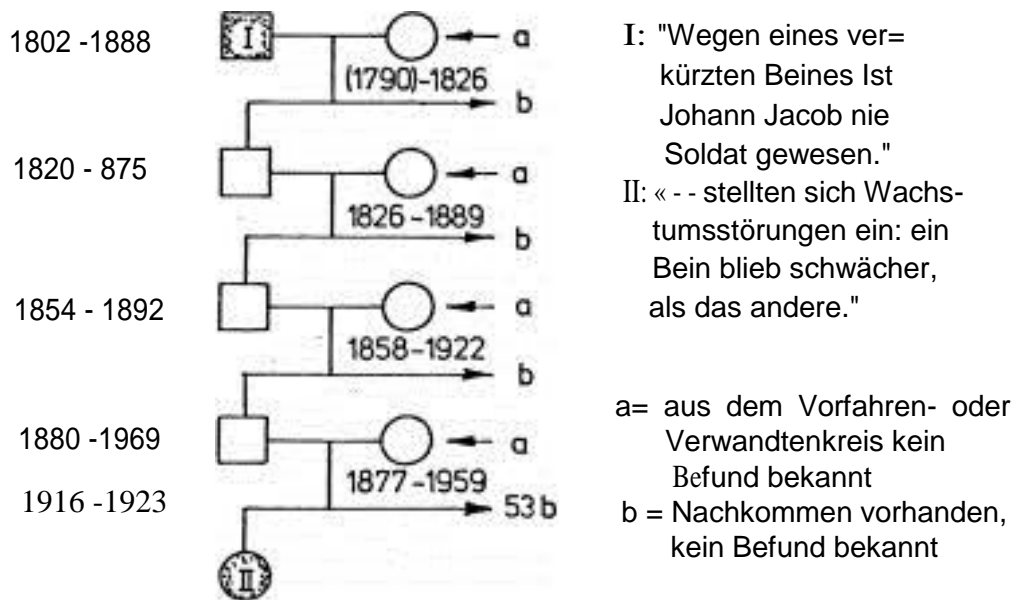 1802 -1888
I
a
(1790)-1826
b
1820 - 875
a
1826-1889
b
1854 - 1892
a
1858-1922
b
1880 -1969
a
1877-1959
1916 -1923
53 b
II
I: "Wegen eines ver=
kürzten Beines Ist
Johann Jacob nie
Soldat gewesen."
II: « - - stellten sich Wachs-
tumsstörungen ein: ein
Bein blieb schwächer,
als das andere."
a= aus dem Vorfahren- oder
Verwandtenkreis kein
Befund bekannt
b = Nachkommen vorhanden,
kein Befund bekannt